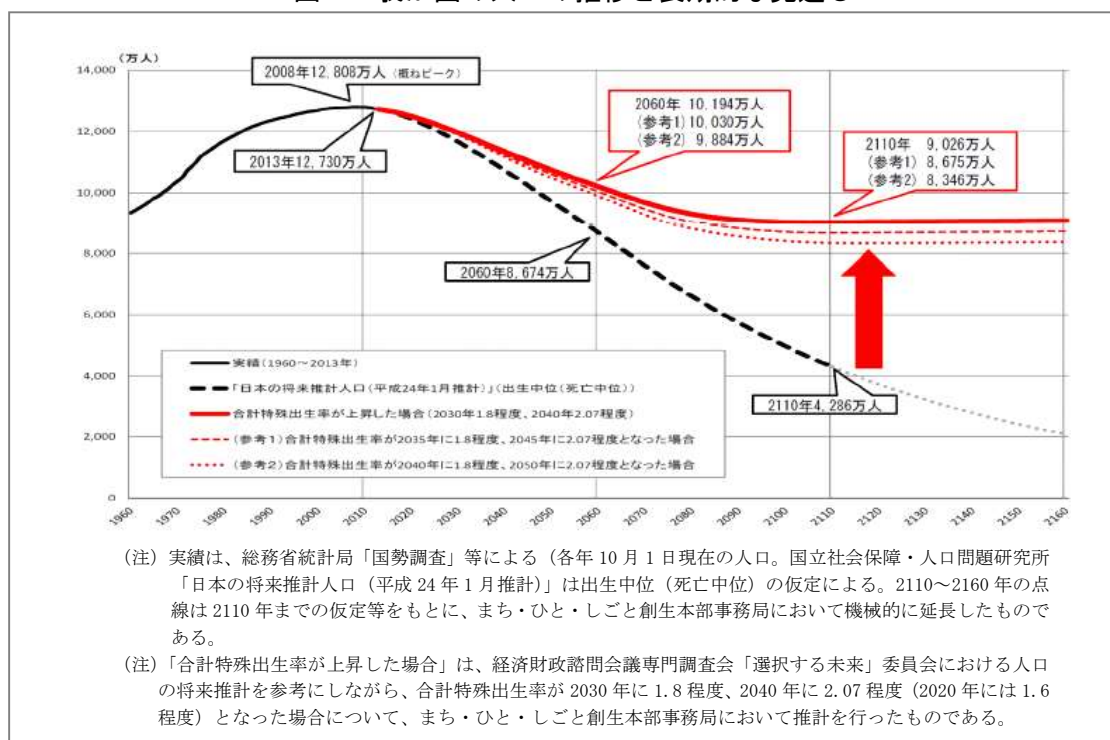 (万人)
14,000
12,000
10,000
8,000
6,000
4,000
2,000
0
2008年12,808万人(概ねピーク)
2013年12,730万人
2060年 10,194万人
(参考1)10,030万人
(参考2) 9,884万人
2110年 9,026万人
(参考1) 8,675万人
(参考2) 8,346万人
2060年8,674万人
2110年4,286万人
実績(1960~2013年)
「日本の将来推計人口(平成24年1月推計)」(出生中位(死亡中位))
合計特殊出生率が上昇した場合(2030年1.8程度、2040年2.07程度)
(参考1)合計特殊出生率が2035年に1.8程度、2045年に2.07程度となった場合
(参考2)合計特殊出生率が2040年に1.8程度、2050年に2.07程度となった場合
1960 1970 1980 1990 2000 2010 2020 2030 2040 2050 2060 2070 2080 2090 2100 2110 2120 2130 2140 2150 2160
(注)実績は、総務省統計局「国勢調査」等による(各年 10 月 1 日現在の人口。国立社会保障・人口問題研究所
「日本の将来推計人口(平成 24 年 1 月推計)」は出生中位(死亡中位)の仮定による。2110~2160 年の点
線は 2110 年までの仮定等をもとに、まち・ひと・しごと創生本部事務局において機械的に延長したもので
ある。
(注)「合計特殊出生率が上昇した場合」は、経済財政諮問会議専門調査会「選択する未来」委員会における人口
の将来推計を参考にしながら、合計特殊出生率が 2030 年に 1.8 程度、2040 年に 2.07 程度(2020 年には 1.6
程度)となった場合について、まち・ひと・しごと創生本部事務局において推計を行ったものである。